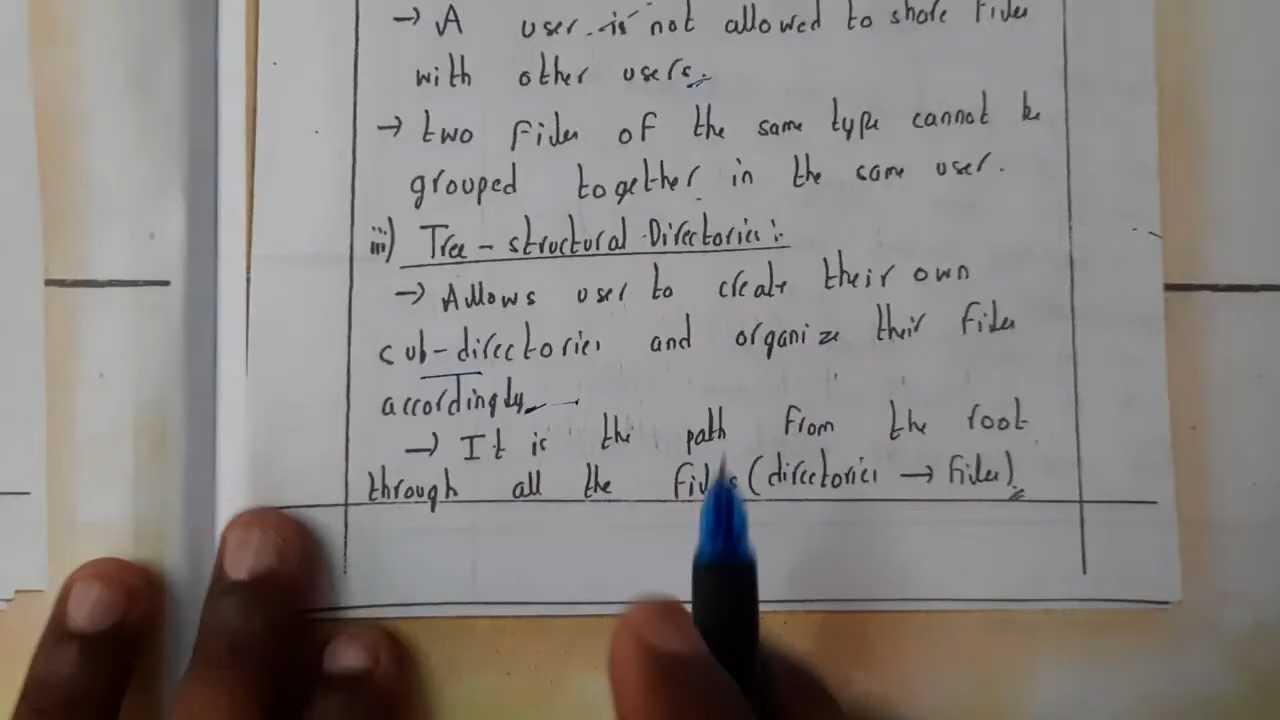 → A user is not allowed to share files
with other users.
→ two files of the same type cannot be
grouped together in the same user.
iii) Tree - structural Directories :
→ Allows user to create their own
sub-directories and organize their files
accordingly
→ It is the path from the root
through all the files (directories → files)